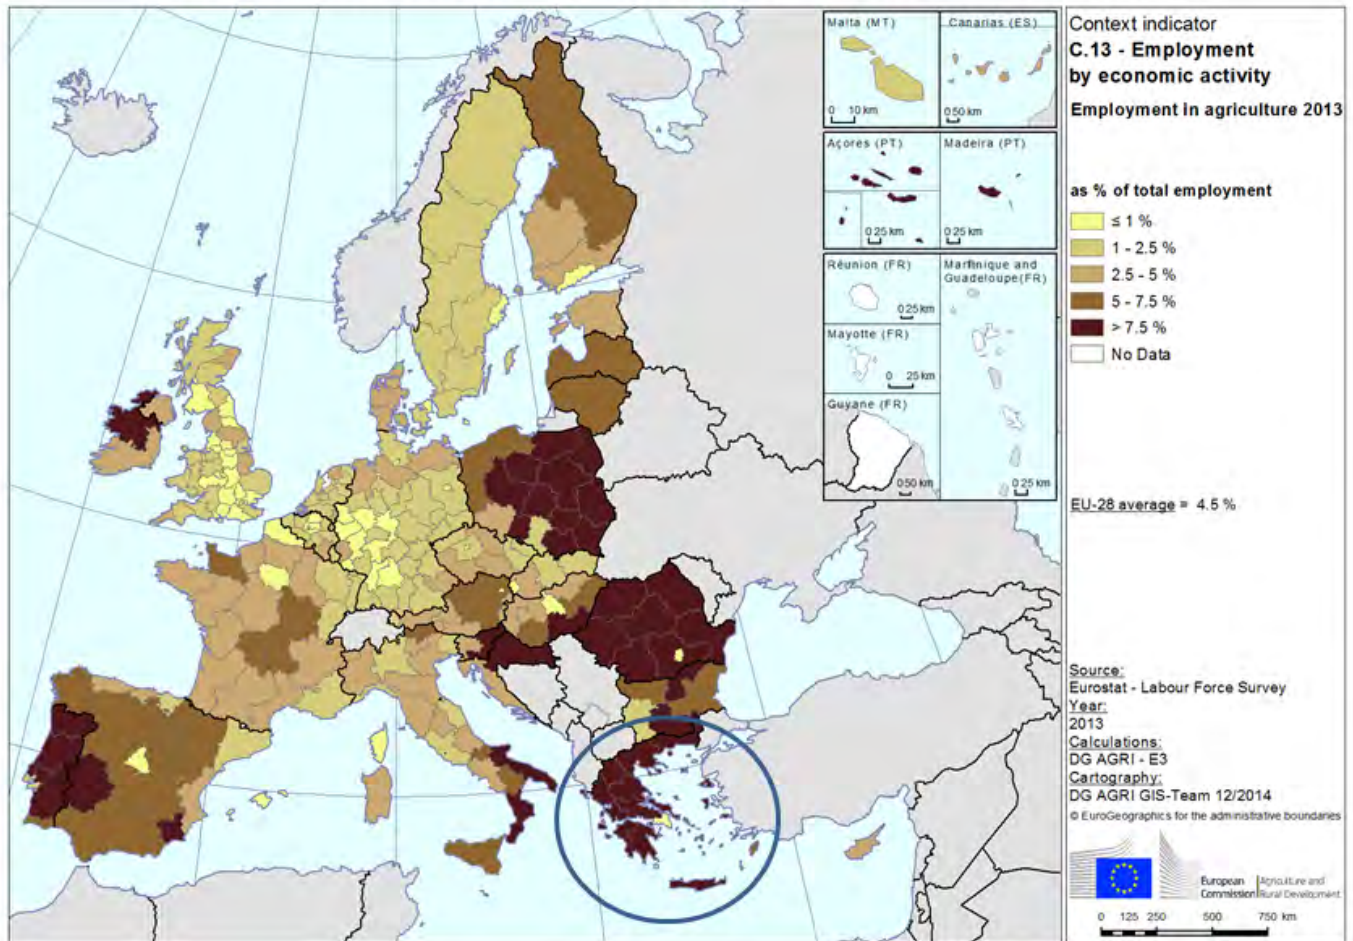 Malta (MT)
0 10 km
Canarias (ES)
0 50 km
Açores (PT)
0 25 km
Madeira (PT)
0 25 km
Réunion (FR)
0 25 km
Martinique and
Guadeloupe (FR)
Mayotte (FR)
0 25 km
Guyane (FR)
0 50 km
0 25 km
Context indicator
C.13 - Employment
by economic activity
Employment in agriculture 2013
as % of total employment
≤ 1 %
1 - 2.5 %
2.5 - 5 %
5 - 7.5 %
> 7.5 %
No Data
EU-28 average = 4.5 %
Source:
Eurostat - Labour Force Survey
Year:
2013
Calculations:
DG AGRI - E3
Cartography:
DG AGRI GIS-Team 12/2014
© EuroGeographics for the administrative boundaries
European
Commission
Agriculture and
Rural Development
0 125 250 500 750 km